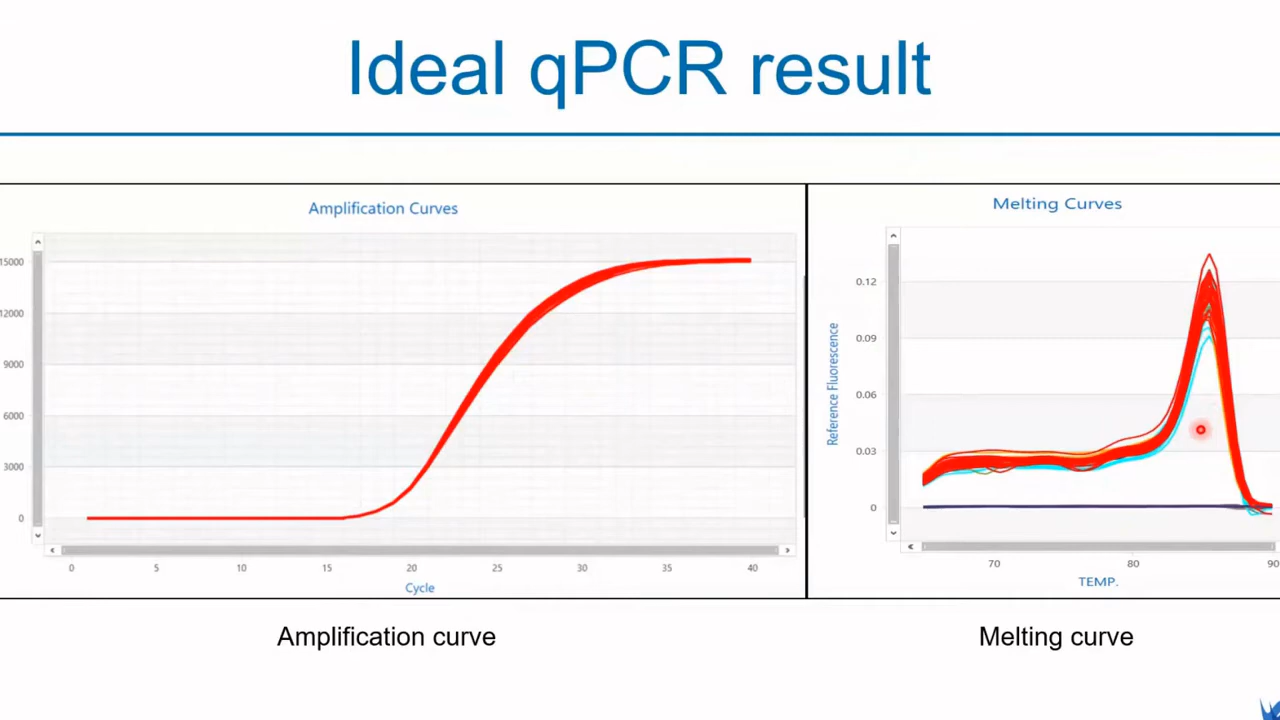 Ideal qPCR result
Amplification Curves
15000
12000
9000
6000
3000
0
0 5 10 15 20 25 30 35 40
Cycle
Amplification curve
Melting Curves
Reference Fluorescence
0.12
0.09
0.06
0.03
0
70 80 90
TEMP.
Melting curve